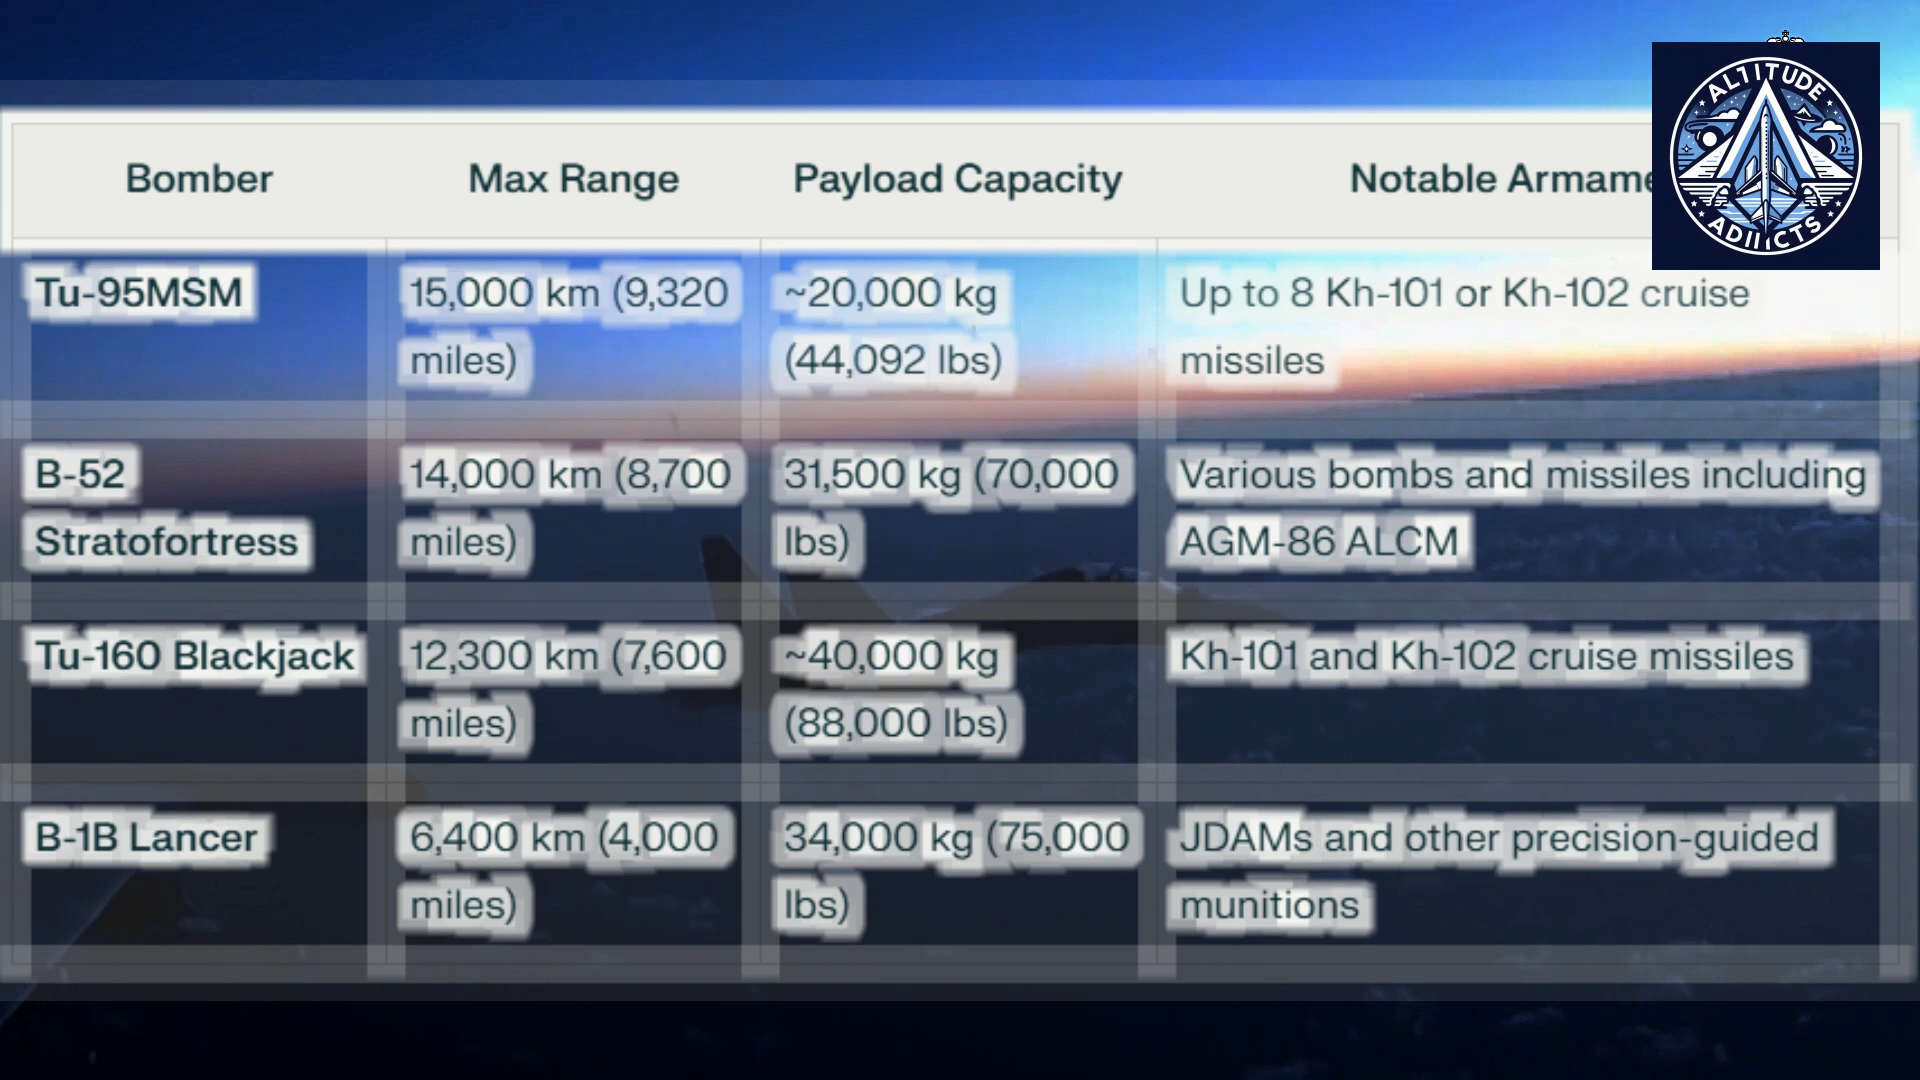 ALTITUDE
ADIICTS
Bomber Max Range Payload Capacity Notable Armame
Tu-95MSM 15,000 km (9,320 ~20,000 kg Up to 8 Kh-101 or Kh-102 cruise
miles) (44,092 lbs) missiles
B-52 14,000 km (8,700 31,500 kg (70,000 Various bombs and missiles including
Stratofortress miles) lbs) AGM-86 ALCM
Tu-160 Blackjack 12,300 km (7,600 ~40,000 kg Kh-101 and Kh-102 cruise missiles
miles) (88,000 lbs)
B-1B Lancer 6,400 km (4,000 34,000 kg (75,000 JDAMs and other precision-guided
miles) lbs) munitions